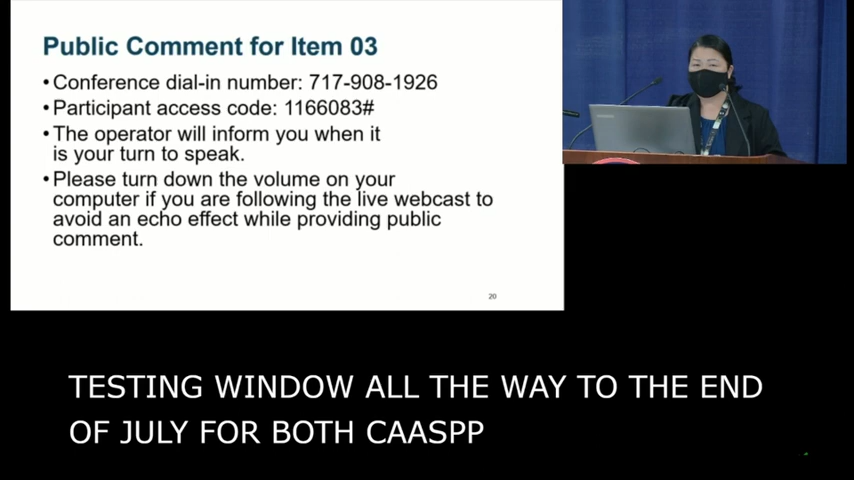 Public Comment for Item 03
• Conference dial-in number: 717-908-1926
• Participant access code: 1166083#
• The operator will inform you when it
is your turn to speak.
• Please turn down the volume on your
computer if you are following the live webcast to
avoid an echo effect while providing public
comment.
20
TESTING WINDOW ALL THE WAY TO THE END
OF JULY FOR BOTH CAASPP